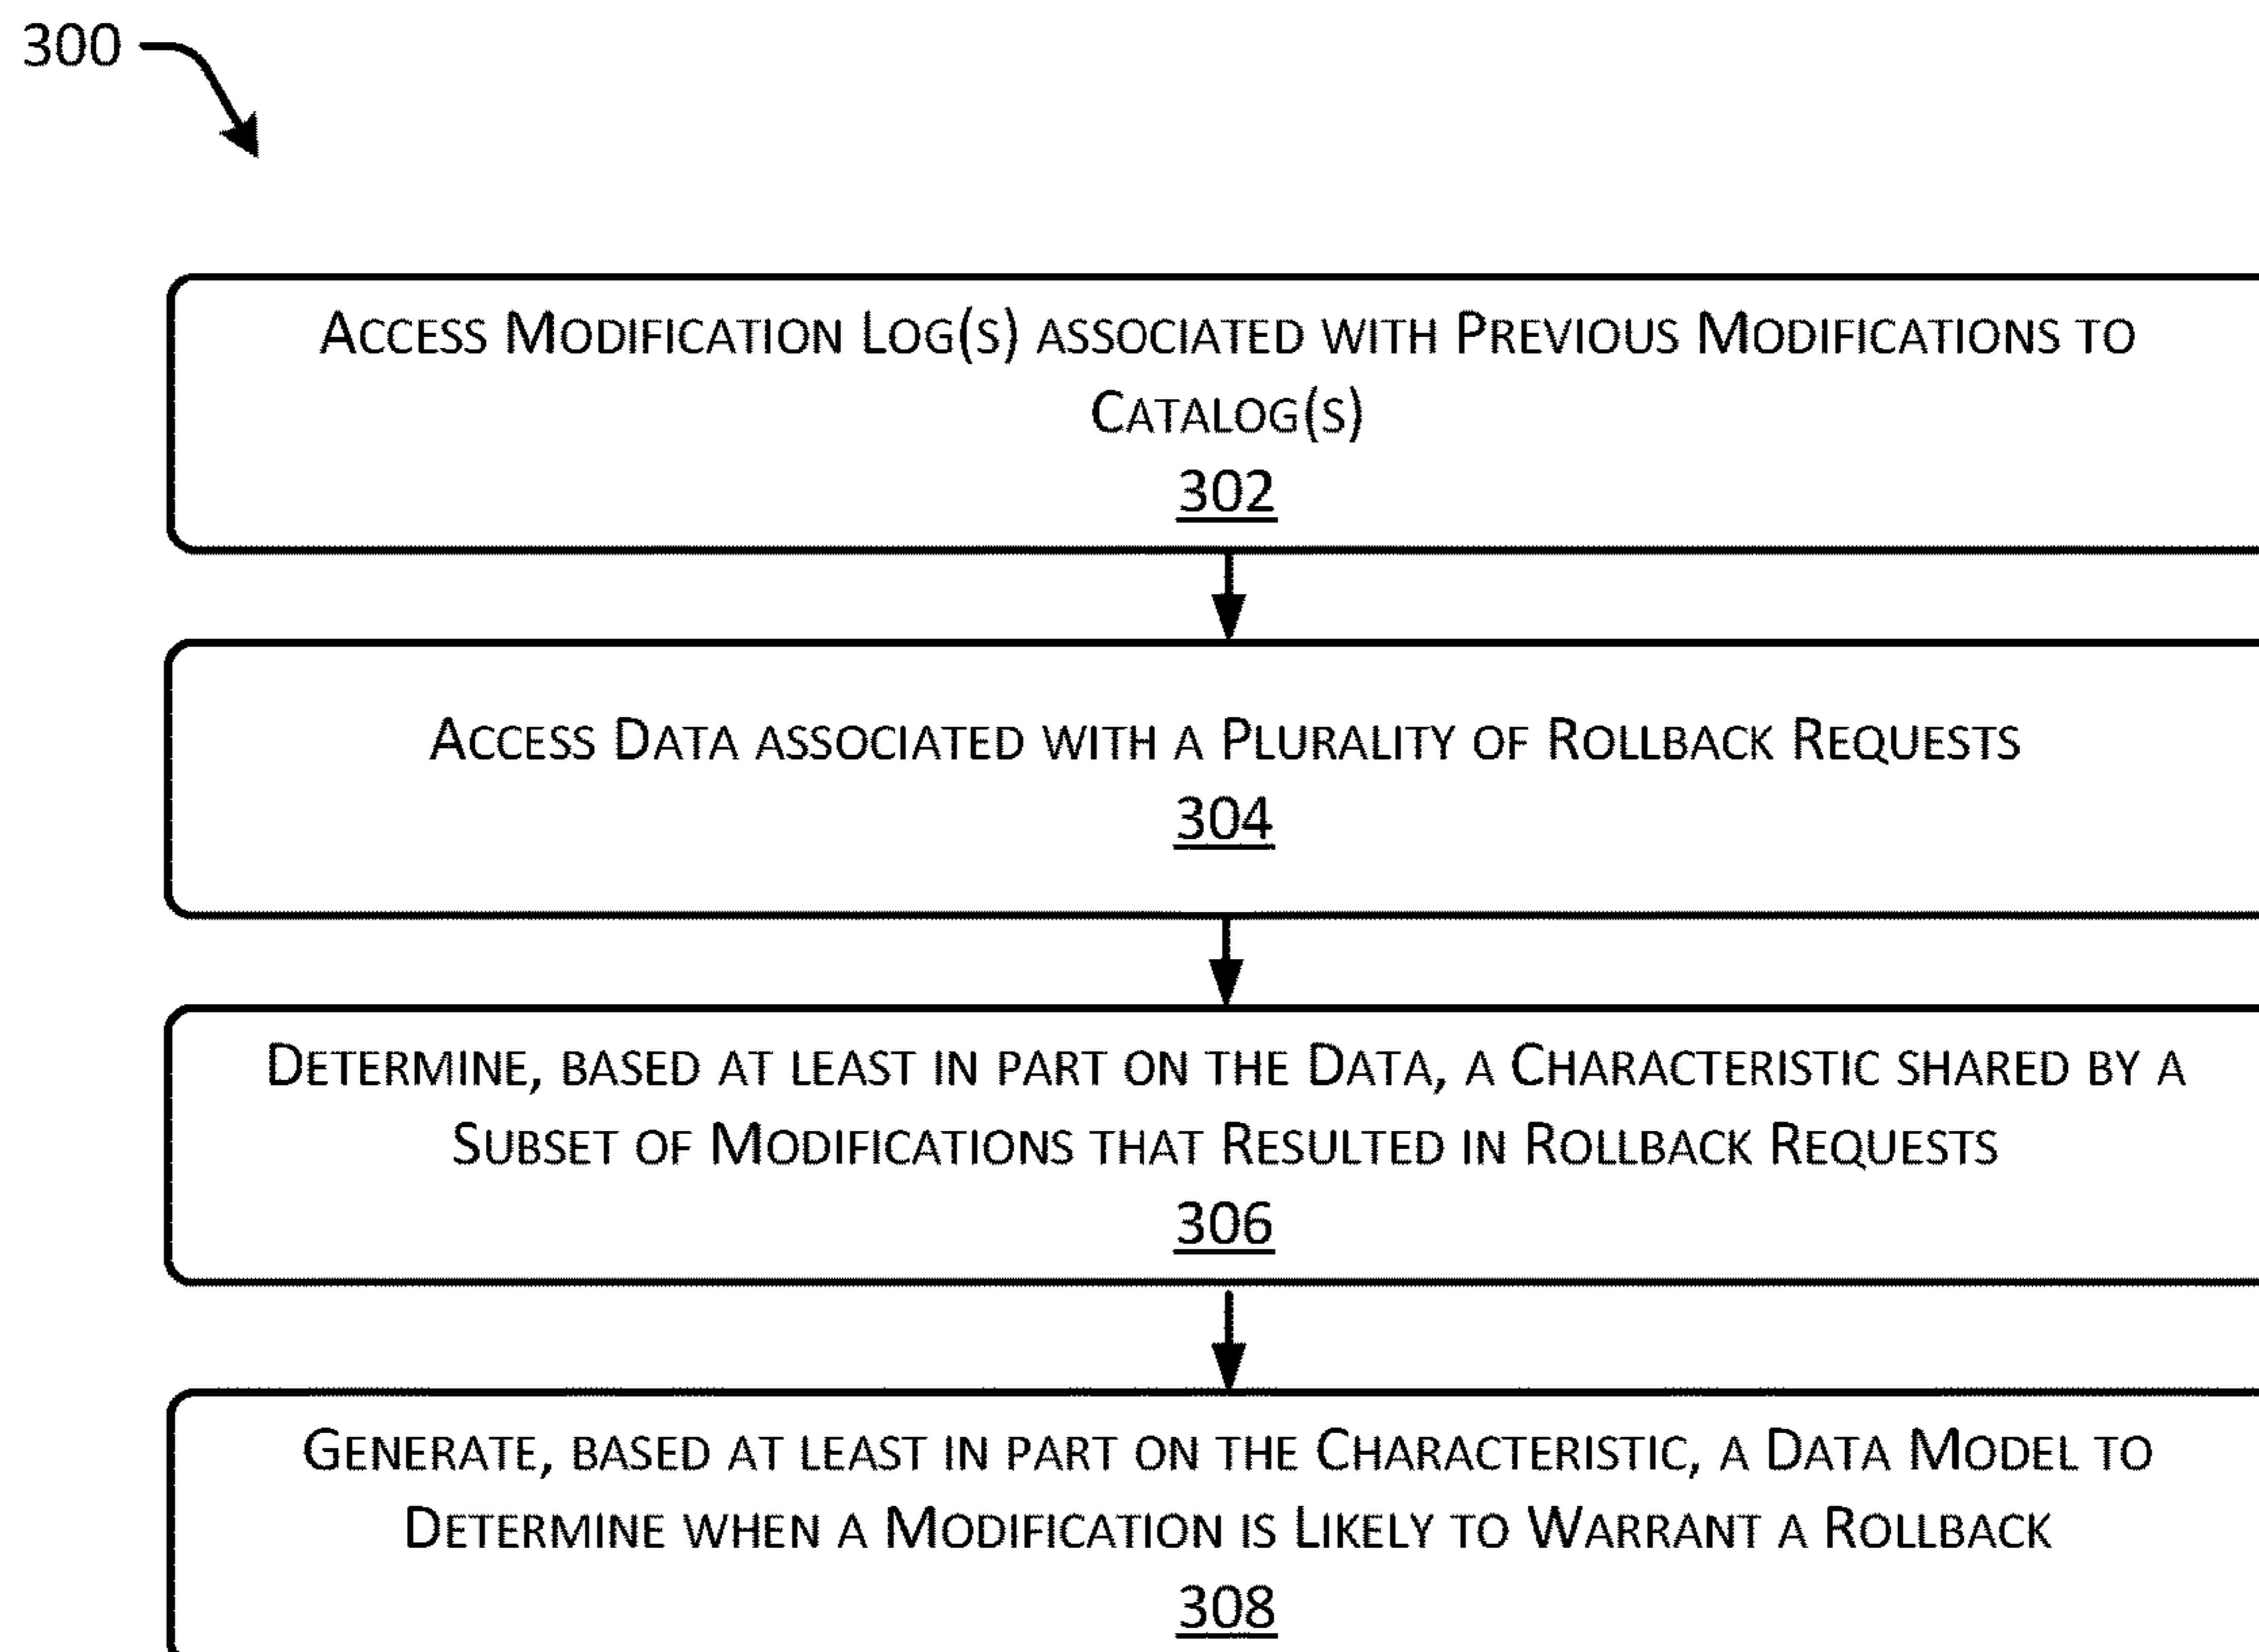 300
Access Modification Log(s) associated with Previous Modifications to
Catalog(s)
302
Access Data associated with a Plurality of Rollback Requests
304
Determine, based at least in part on the Data, a Characteristic shared by a
Subset of Modifications that Resulted in Rollback Requests
306
Generate, based at least in part on the Characteristic, a Data Model to
Determine when a Modification is Likely to Warrant a Rollback
308